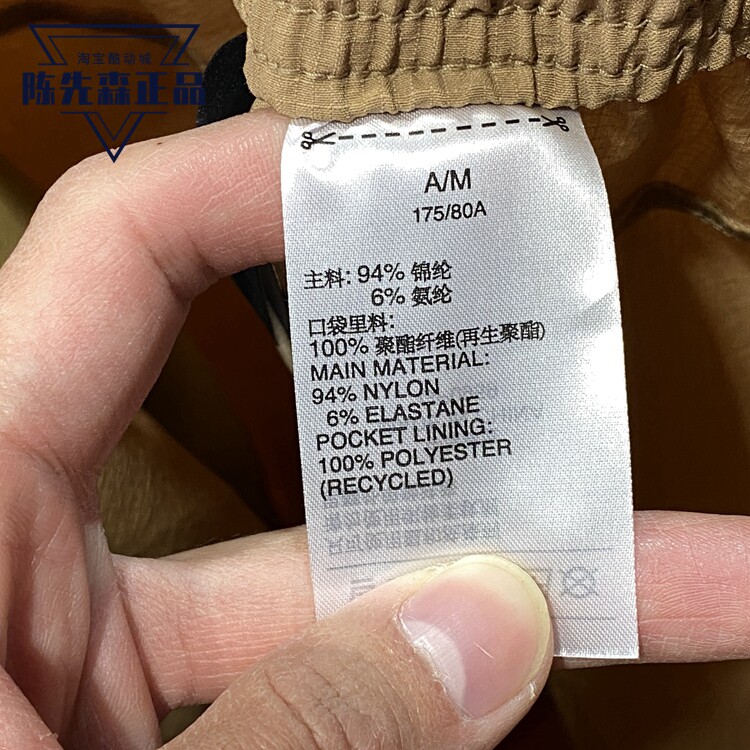 淘宝酷动城
陈先森正品
A/M
175/80A
主料: 94% 锦纶
6% 氨纶
口袋里料:
100% 聚酯纤维(再生聚酯)
MAIN MATERIAL:
94% NYLON
6% ELASTANE
POCKET LINING:
100% POLYESTER
(RECYCLED)